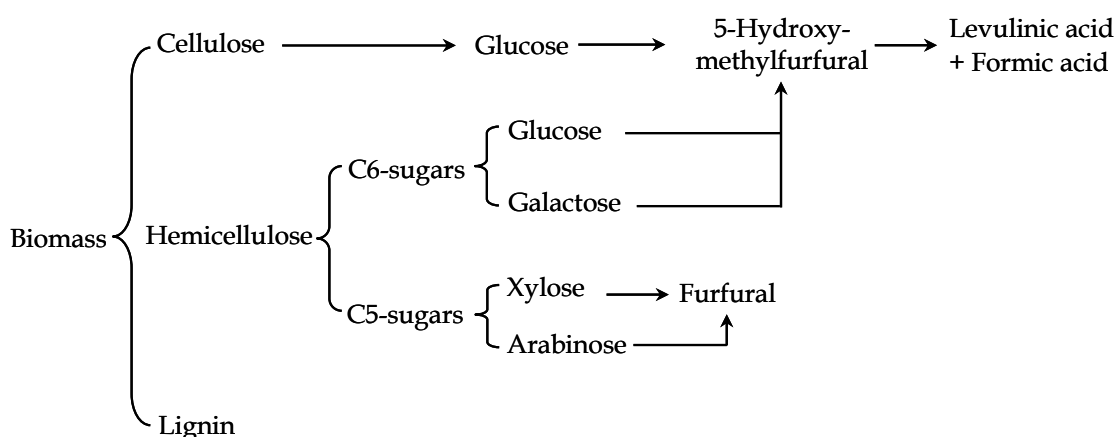 Cellulose
Glucose
5-Hydroxy-
methylfurfural
Levulinic acid
+ Formic acid
Glucose
C6-sugars
Galactose
Biomass
Hemicellulose
Xylose
Furfural
C5-sugars
Arabinose
Lignin